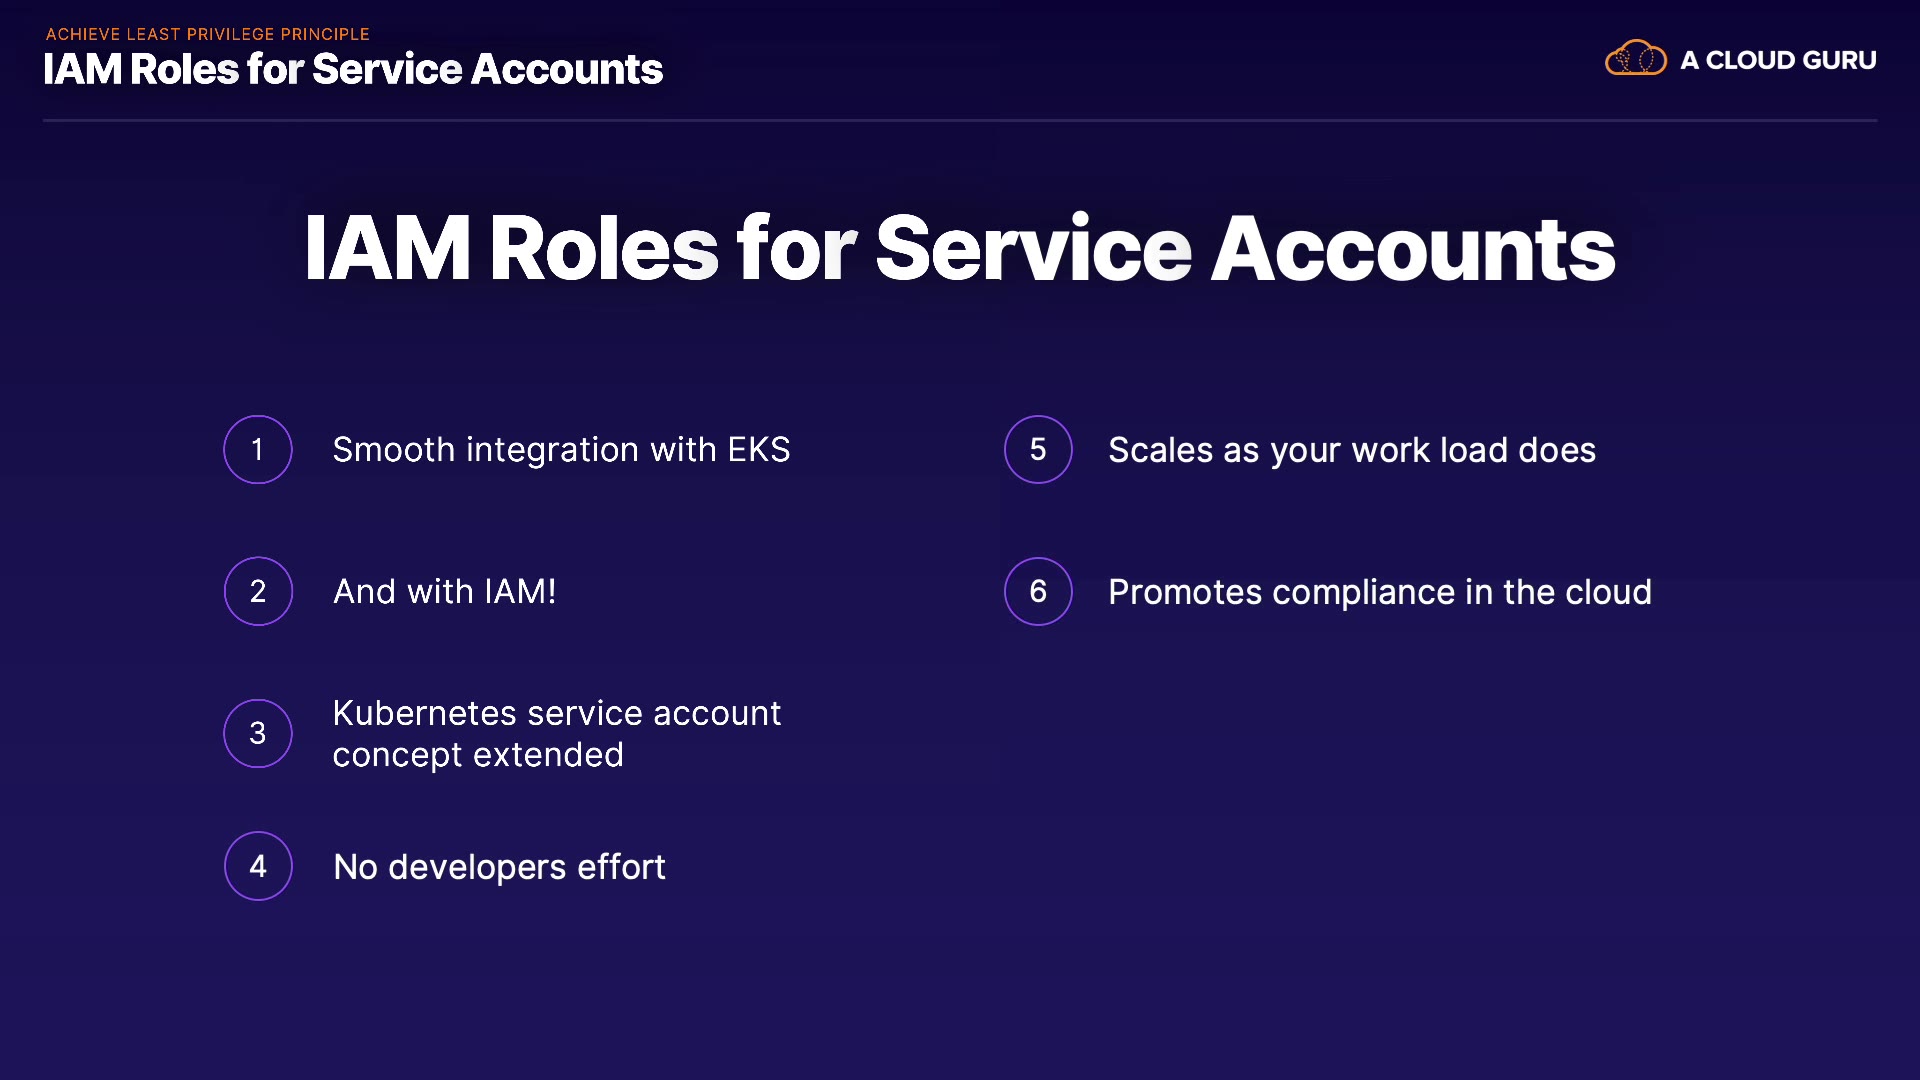 ACHIEVE LEAST PRIVILEGE PRINCIPLE
IAM Roles for Service Accounts
A CLOUD GURU
IAM Roles for Service Accounts
1 Smooth integration with EKS
2 And with IAM!
3 Kubernetes service account
concept extended
4 No developers effort
5 Scales as your work load does
6 Promotes compliance in the cloud